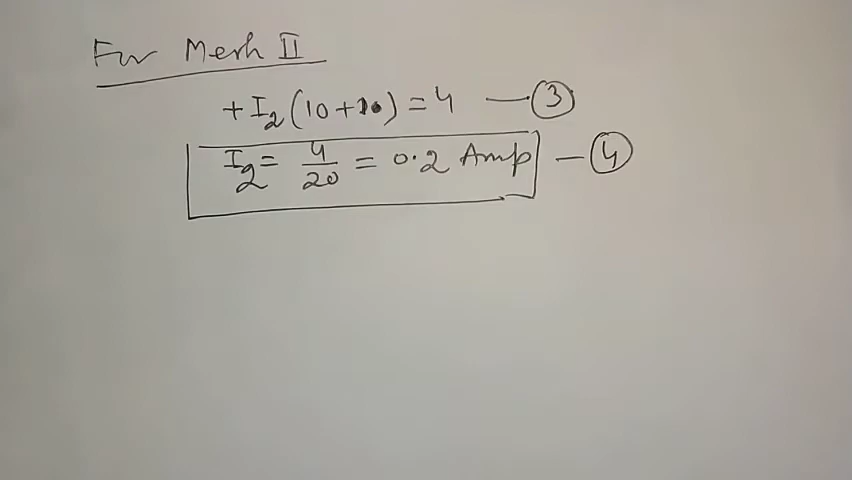 For Mesh II
+I₂(10+10) = 4 — ③
I₂ = 4/20 = 0.2 Amp — ④